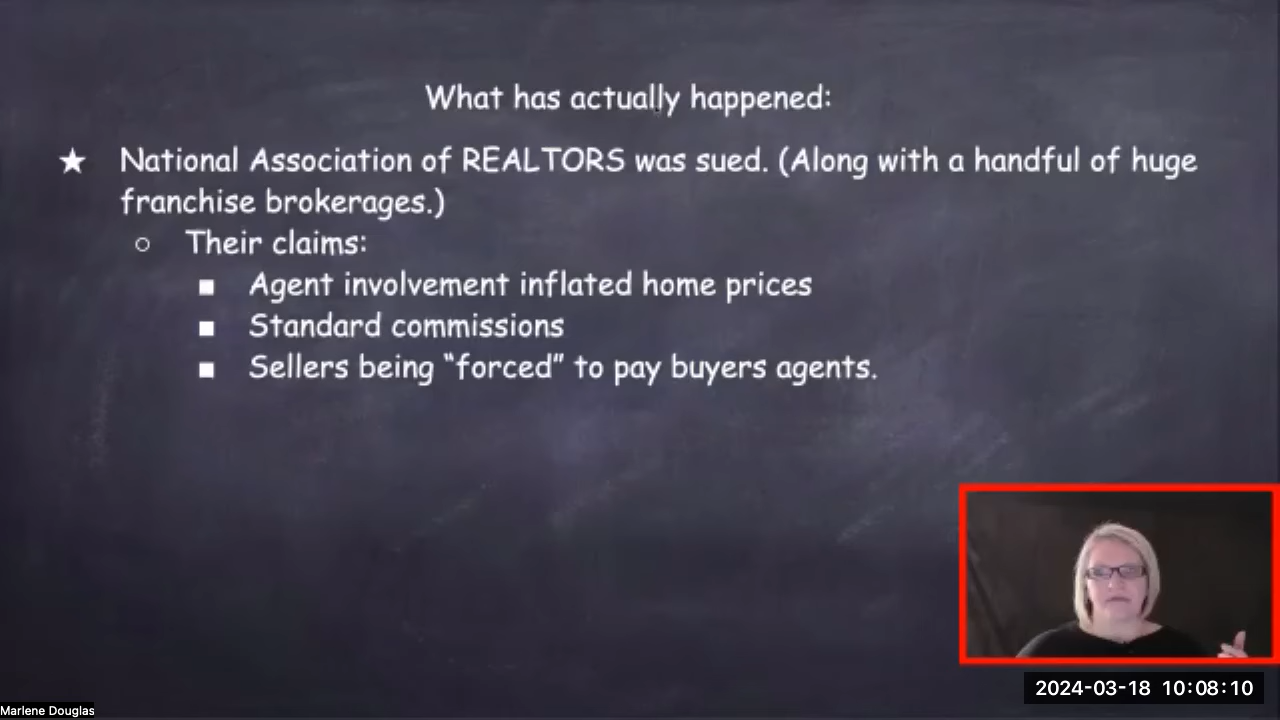 What has actually happened:
★ National Association of REALTORS was sued. (Along with a handful of huge
franchise brokerages.)
○ Their claims:
■ Agent involvement inflated home prices
■ Standard commissions
■ Sellers being “forced” to pay buyers agents.
2024-03-18 10:08:10
Marlene Douglas